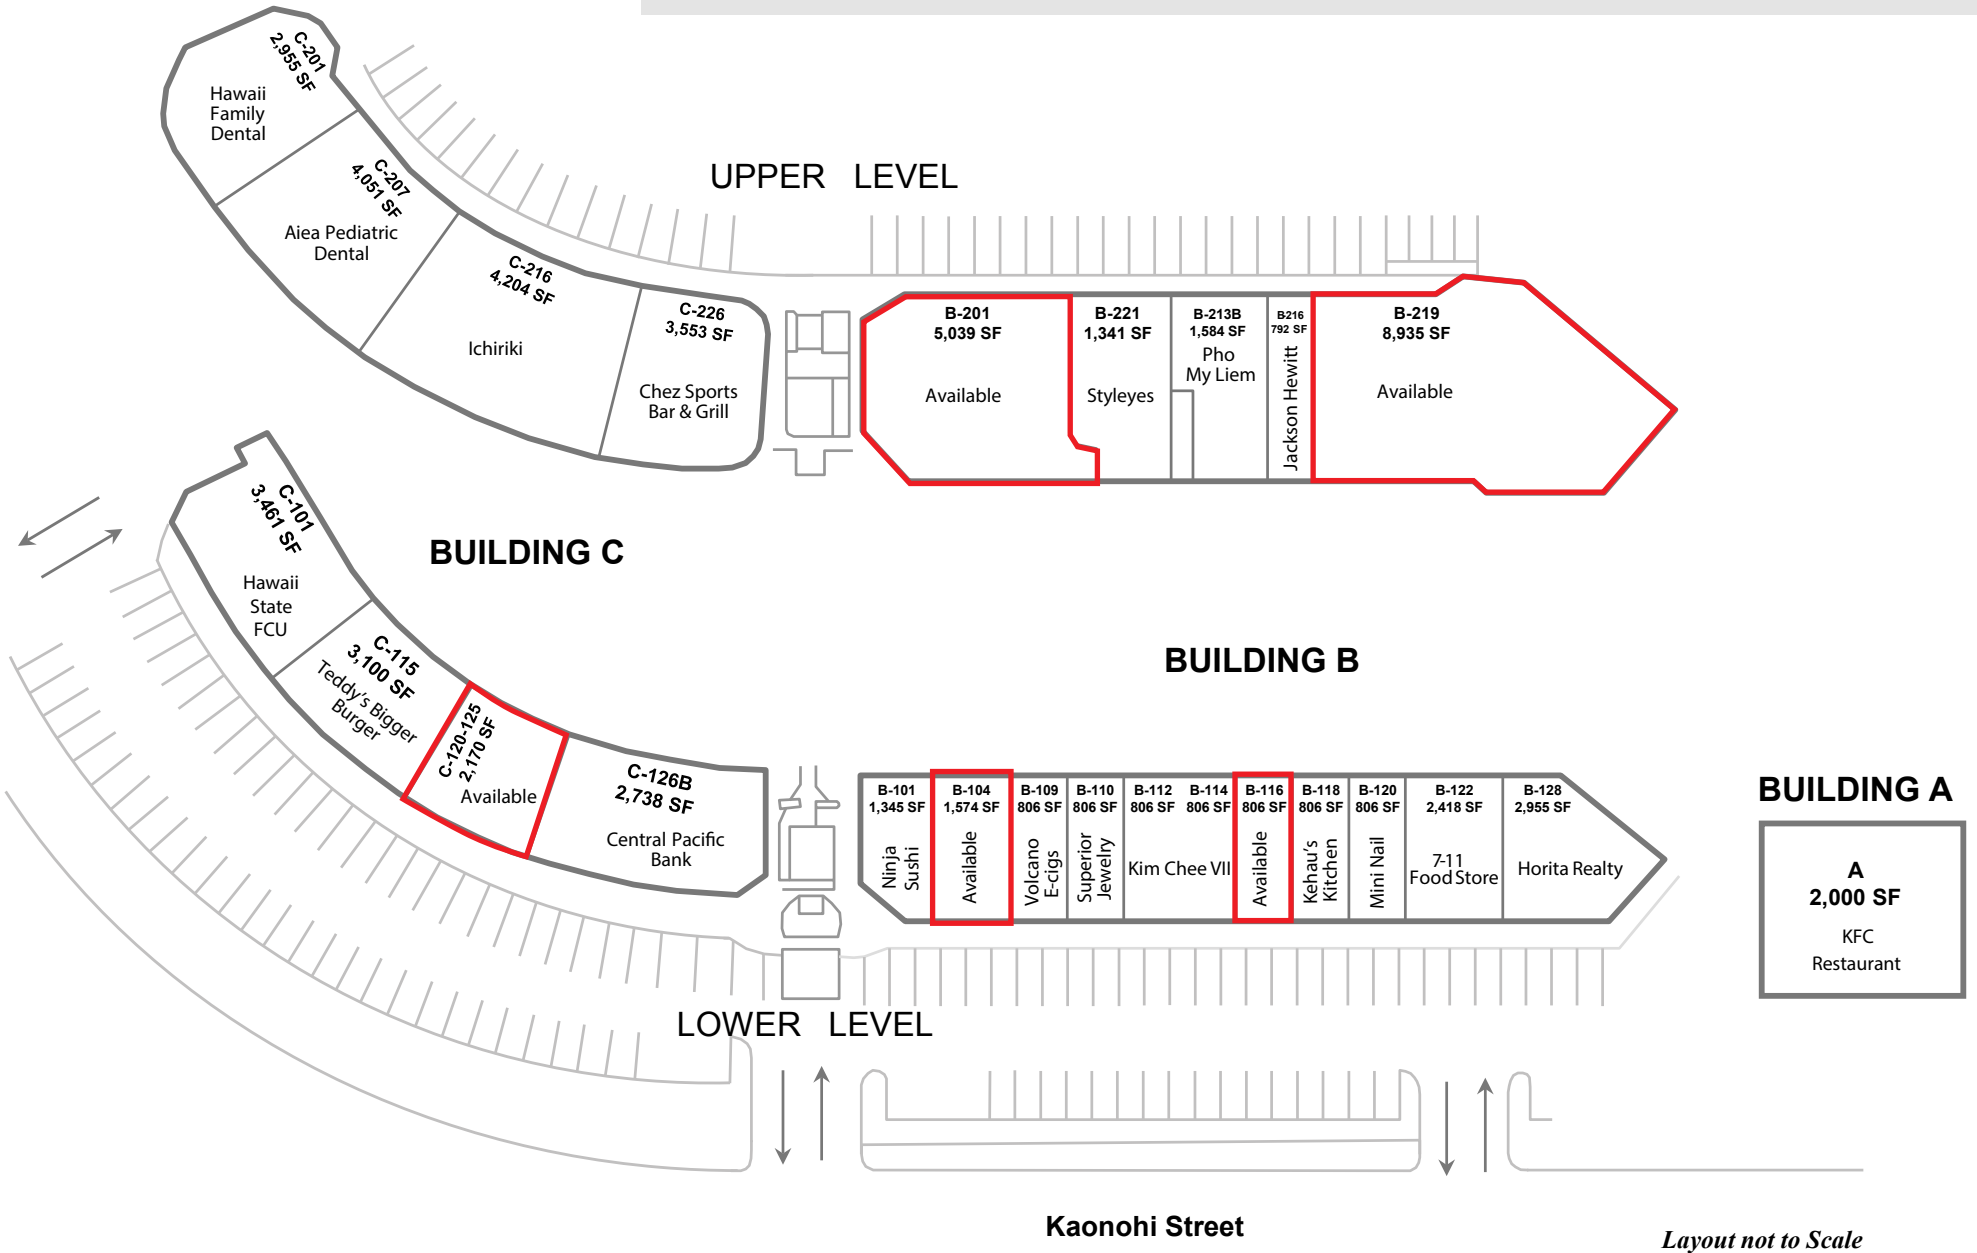 C-201
2,955 SF
Hawaii
Family
Dental
C-207
4,051 SF
Aiea Pediatric
Dental
C-216
4,204 SF
Ichiriki
C-226
3,553 SF
Chez Sports
Bar & Grill
UPPER LEVEL
B-201
5,039 SF
Available
B-221
1,341 SF
Styleyes
B-213B
1,584 SF
Pho
My Liem
B-216
792 SF
Jackson Hewitt
B-219
8,935 SF
Available
BUILDING C
C-101
3,461 SF
Hawaii
State
FCU
C-115
3,100 SF
Teddy's Bigger
Burger
C-120-125
2,170 SF
Available
C-126B
2,738 SF
Central Pacific
Bank
BUILDING B
B-101
1,345 SF
Ninja
Sushi
B-104
1,574 SF
Available
B-109
806 SF
Volcano
E-cigs
B-110
806 SF
Superior
Jewelry
B-112
806 SF
B-114
806 SF
Kim Chee VII
B-116
806 SF
Available
B-118
806 SF
Kehau's
Kitchen
B-120
806 SF
Mini Nail
B-122
2,418 SF
7-11
Food Store
B-128
2,955 SF
Horita Realty
BUILDING A
A
2,000 SF
KFC
Restaurant
LOWER LEVEL
Kaonohi Street
Layout not to Scale